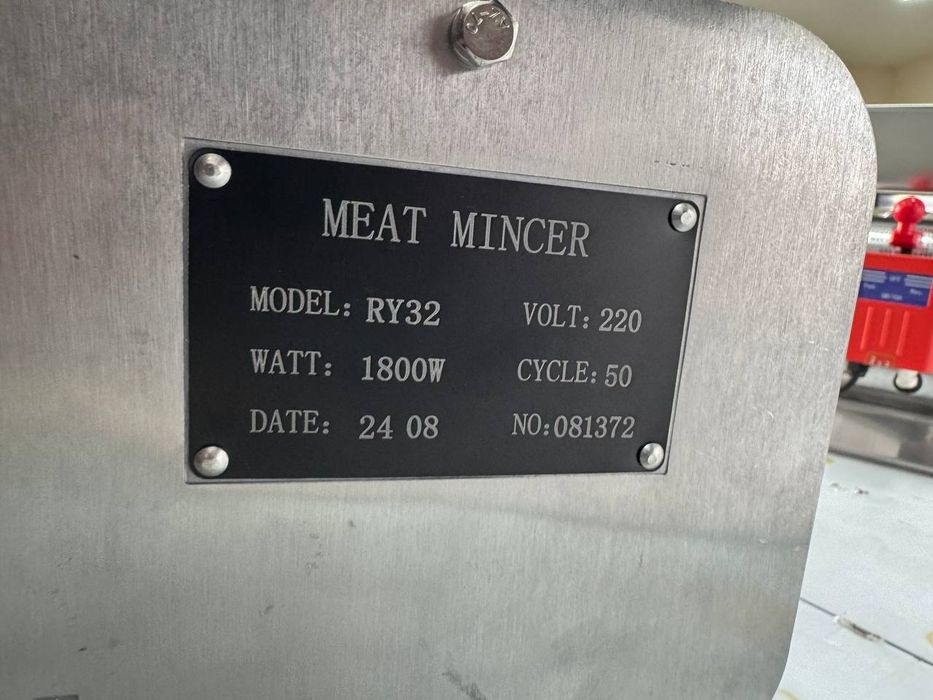 MEAT MINCER
MODEL: RY32 VOLT: 220
WATT: 1800W CYCLE: 50
DATE: 24 08 NO: 081372